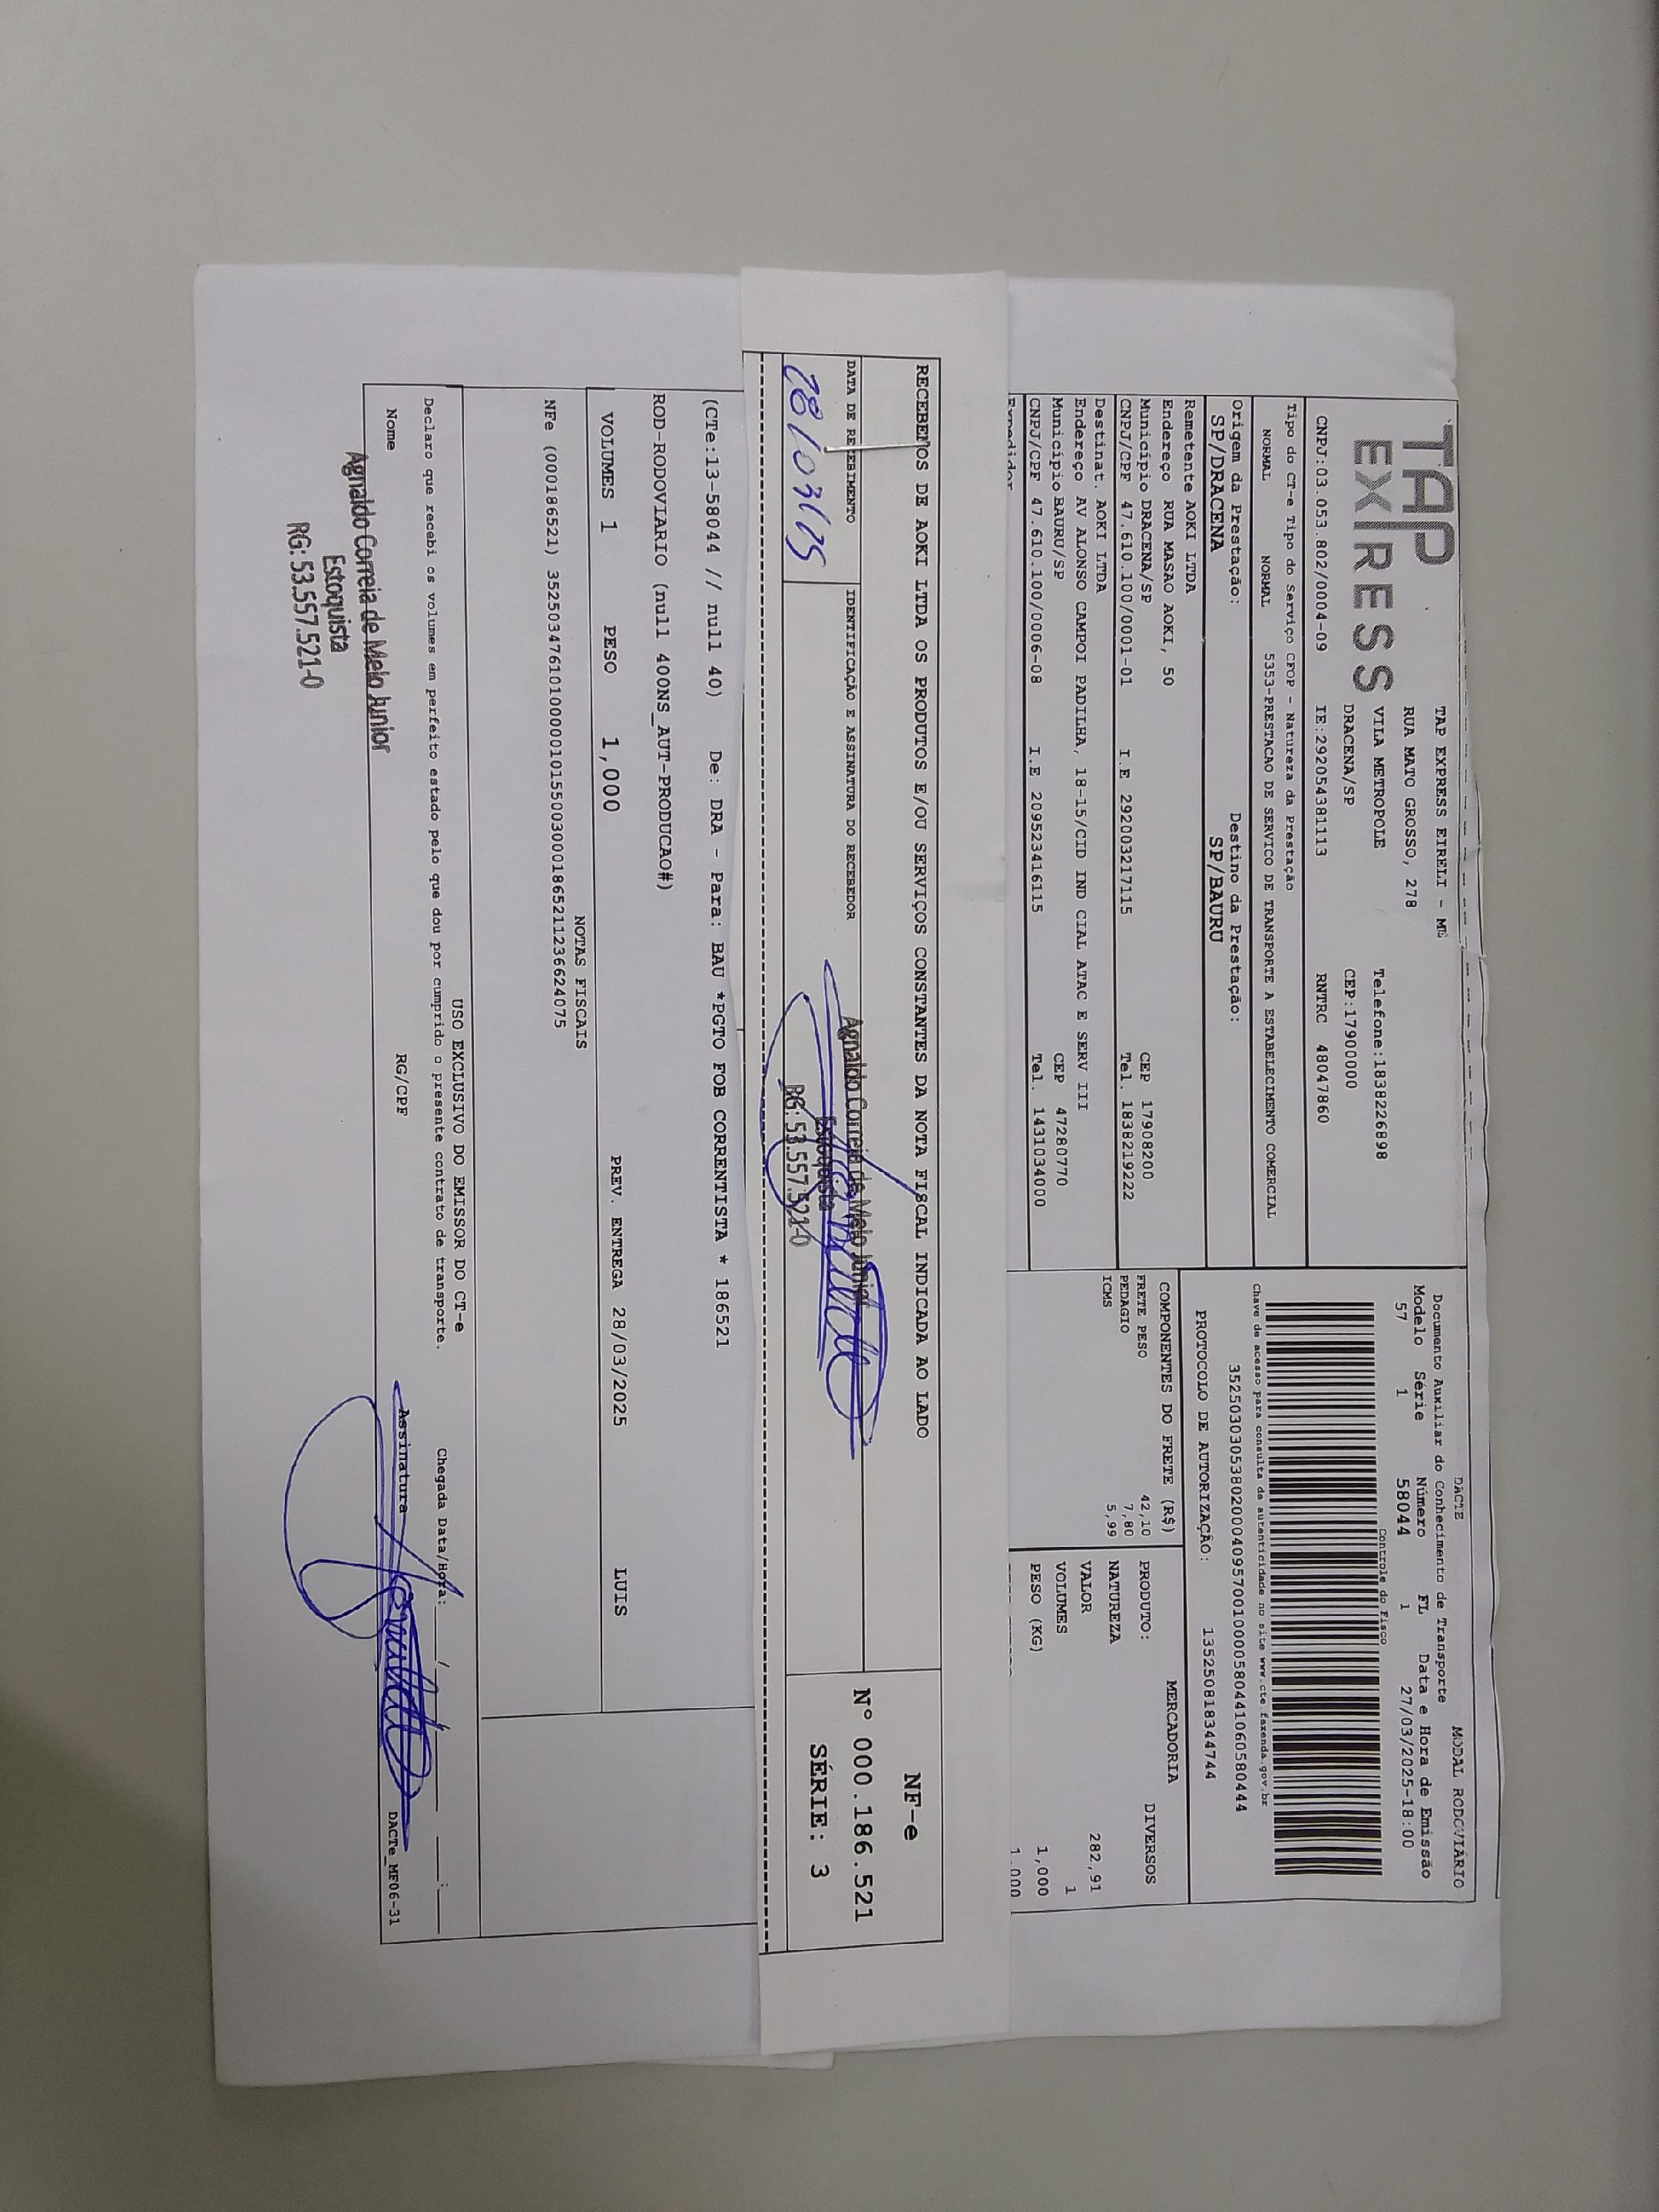 TAP
EXPRESS
TAP EXPRESS EIRELI - ME
RUA MATO GROSSO, 278
VILA METROPOLE Telefone:1838226898
DRACENA/SP CEP:17900000
CNPJ:03.053.802/0004-09 IE:292054381113 RNTRC 48047860
DACTE MODAL RODOVIÁRIO
Documento Auxiliar do Conhecimento de Transporte
Modelo Série Número FL Data e Hora de Emissão
57 1 58044 1 27/03/2025-18:00
Controle do Fisco
35250303053802000409570010000580441060580444
Chave de acesso para consulta de autenticidade no site www.cte.fazenda.gov.br
PROTOCOLO DE AUTORIZAÇÃO: 135250818344744
Tipo do CT-e Tipo do Serviço CFOP - Natureza da Prestação
NORMAL NORMAL 5353-PRESTACAO DE SERVICO DE TRANSPORTE A ESTABELECIMENTO COMERCIAL
Origem da Prestação: Destino da Prestação:
SP/DRACENA SP/BAURU
Remetente AOKI LTDA
Endereço RUA MASAO AOKI, 50
Município DRACENA/SP CEP 17908200
CNPJ/CPF 47.610.100/0001-01 I.E 292003217115 Tel. 1838219222
Destinat. AOKI LTDA
Endereço AV ALONSO CAMPOI PADILHA, 18-15/CID IND CIAL ATAC E SERV III
Município BAURU/SP CEP 47280770
CNPJ/CPF 47.610.100/0006-08 I.E 209523416115 Tel. 1431034000
Expedidor
COMPONENTES DO FRETE (R$)
FRETE PESO 42,10
PEDAGIO 7,80
ICMS 5,99
MERCADORIA
PRODUTO: DIVERSOS
NATUREZA
VALOR 282,91
VOLUMES 1
PESO (KG) 1,000
1,000
RECEBEMOS DE AOKI LTDA OS PRODUTOS E/OU SERVIÇOS CONSTANTES DA NOTA FISCAL INDICADA AO LADO
DATA DE RECEBIMENTO IDENTIFICAÇÃO E ASSINATURA DO RECEBEDOR
28/03/25
Agnaldo Correia de Melo Junior
Estoquista
RG: 53.557.521-0
NF-e
N° 000.186.521
SÉRIE: 3
(CTe:13-58044 // null 40) De: DRA - Para: BAU *PGTO FOB CORRENTISTA * 186521
ROD-RODOVIARIO (null 400NS_AUT-PRODUCAO#)
VOLUMES 1 PESO 1,000 PREV. ENTREGA 28/03/2025 LUIS
NOTAS FISCAIS
NFe (000186521) 35250347610100000101550030001865211236624075
USO EXCLUSIVO DO EMISSOR DO CT-e
Declaro que recebi os volumes em perfeito estado pelo que dou por cumprido o presente contrato de transporte. Chegada Data/Hora: ____/____/____ ____:____
Nome RG/CPF Assinatura DACTe_MF06-31
Agnaldo Correia de Melo Junior
Estoquista
RG: 53.557.521-0